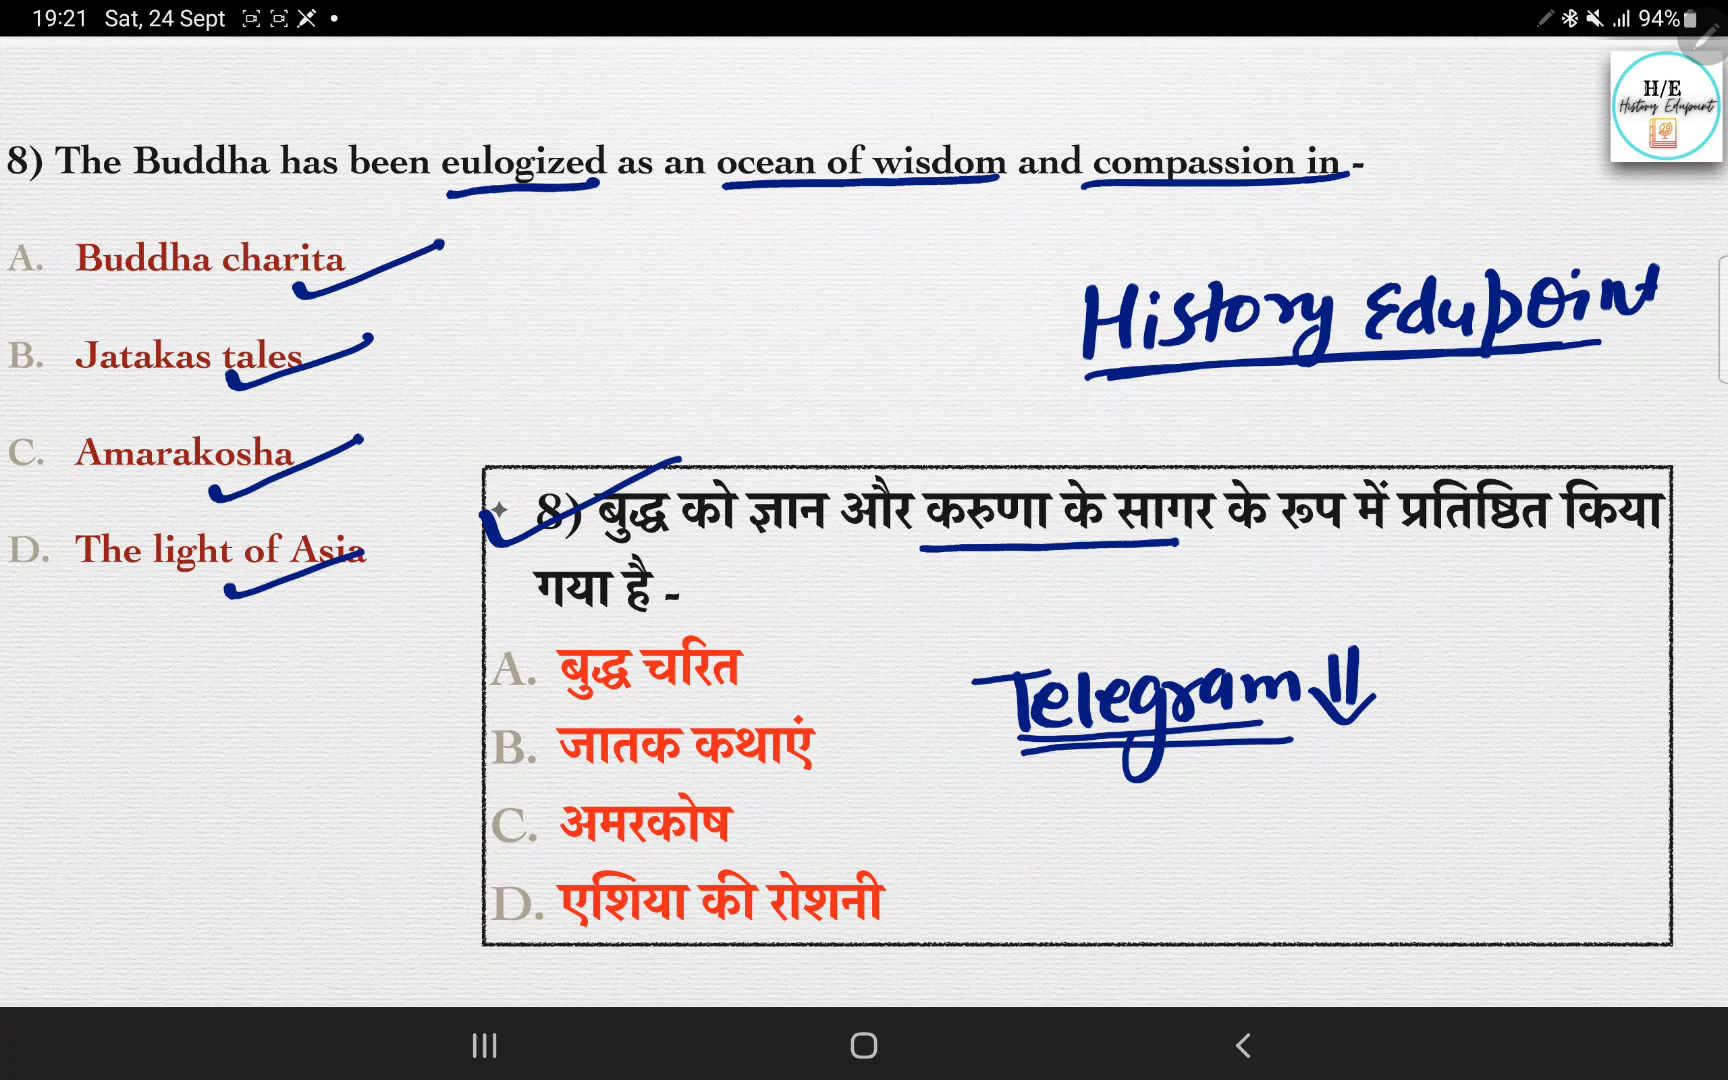 19:21 Sat, 24 Sept
94%
H/E
History Edupoint
8) The Buddha has been eulogized as an ocean of wisdom and compassion in -
A. Buddha charita
B. Jatakas tales
C. Amarakosha
D. The light of Asia
History Edupoint
8) बुद्ध को ज्ञान और करुणा के सागर के रूप में प्रतिष्ठित किया
गया है -
A. बुद्ध चरित
B. जातक कथाएं
C. अमरकोष
D. एशिया की रोशनी
Telegram